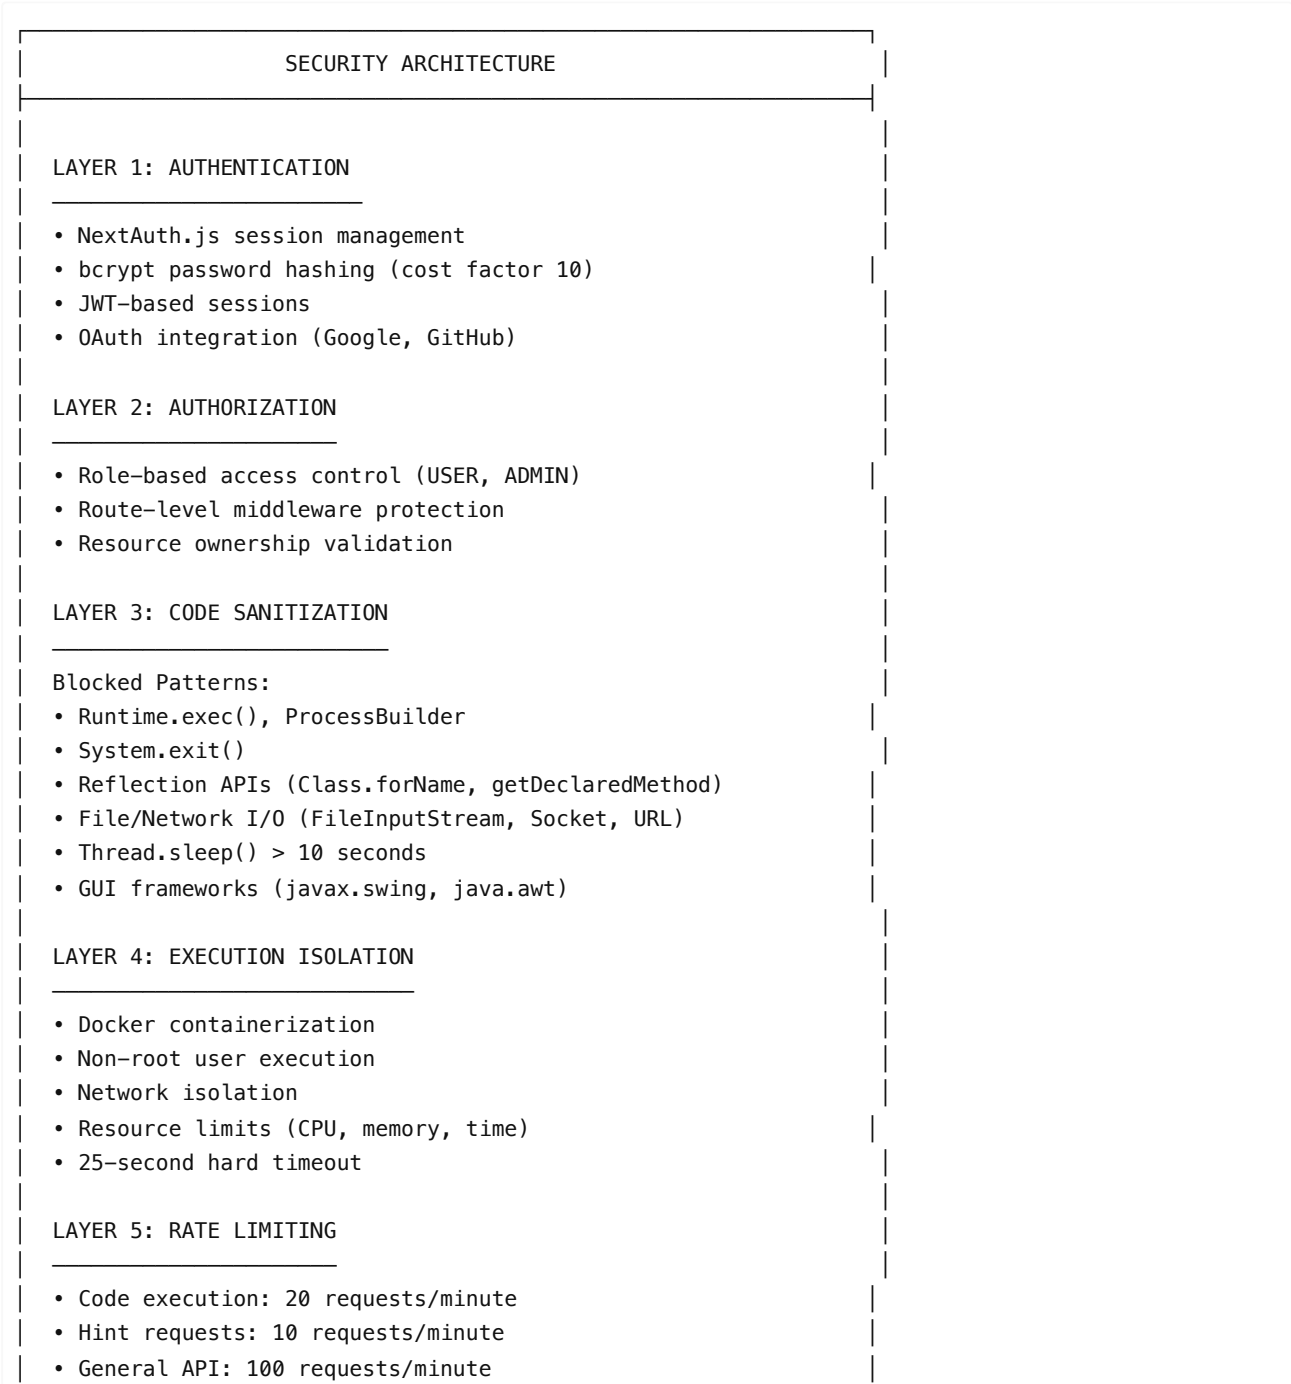 SECURITY ARCHITECTURE
LAYER 1: AUTHENTICATION
• NextAuth.js session management
• bcrypt password hashing (cost factor 10)
• JWT-based sessions
• OAuth integration (Google, GitHub)
LAYER 2: AUTHORIZATION
• Role-based access control (USER, ADMIN)
• Route-level middleware protection
• Resource ownership validation
LAYER 3: CODE SANITIZATION
Blocked Patterns:
• Runtime.exec(), ProcessBuilder
• System.exit()
• Reflection APIs (Class.forName, getDeclaredMethod)
• File/Network I/O (FileInputStream, Socket, URL)
• Thread.sleep() > 10 seconds
• GUI frameworks (javax.swing, java.awt)
LAYER 4: EXECUTION ISOLATION
• Docker containerization
• Non-root user execution
• Network isolation
• Resource limits (CPU, memory, time)
• 25-second hard timeout
LAYER 5: RATE LIMITING
• Code execution: 20 requests/minute
• Hint requests: 10 requests/minute
• General API: 100 requests/minute